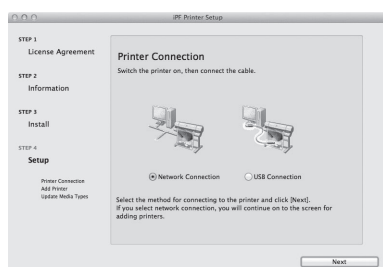 iPF Printer Setup
STEP 1
License Agreement
STEP 2
Information
STEP 3
Install
STEP 4
Setup
Printer Connection
Add Printer
Update Media Types
Printer Connection
Switch the printer on, then connect the cable.
Network Connection
USB Connection
Select the method for connecting to the printer and click [Next].
If you select network connection, you will continue on to the screen for
adding printers.
Next